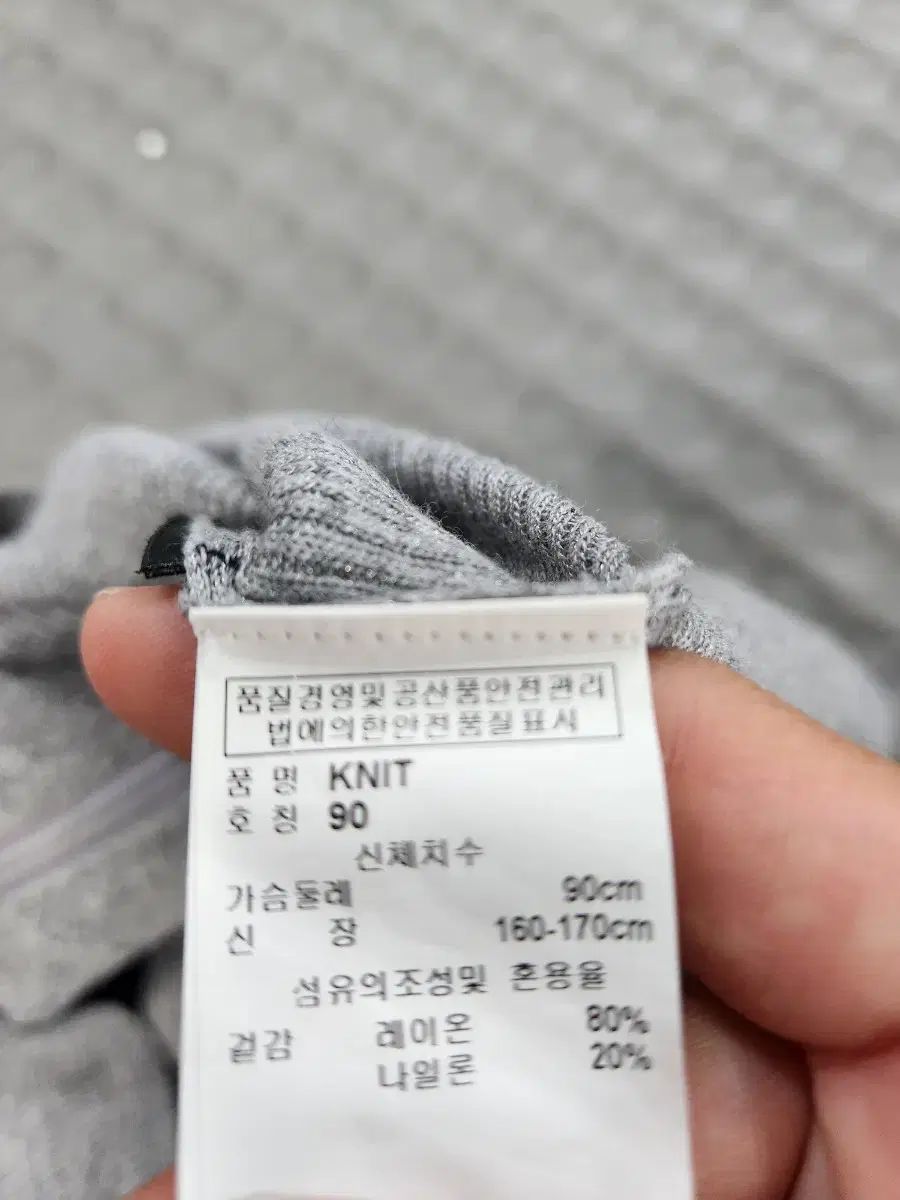 품질경영및공산품안전관리
법에의한안전품질표시
품 명 KNIT
호 칭 90
신체치수
가슴둘레 90cm
신 장 160-170cm
섬유의조성및 혼용율
겉감 레이온 80%
나일론 20%